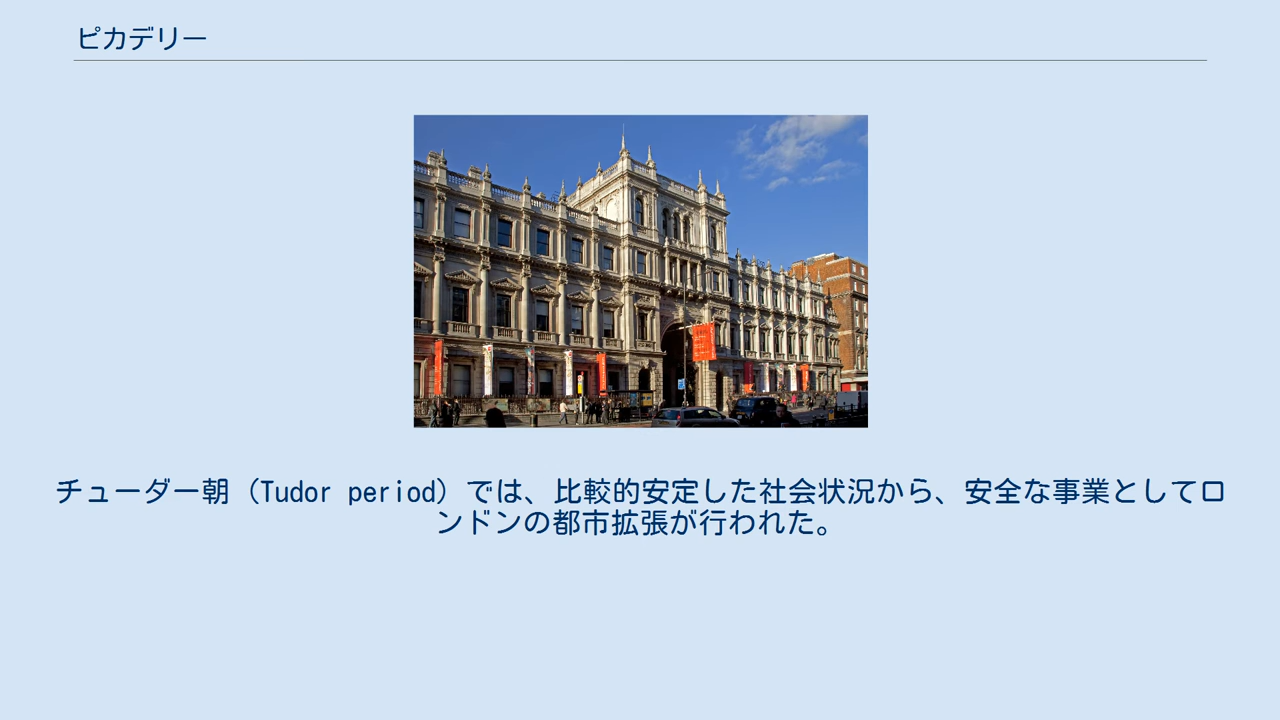 ピカデリー
チューダー朝（Tudor period）では、比較的安定した社会状況から、安全な事業としてロ
ンドンの都市拡張が行われた。